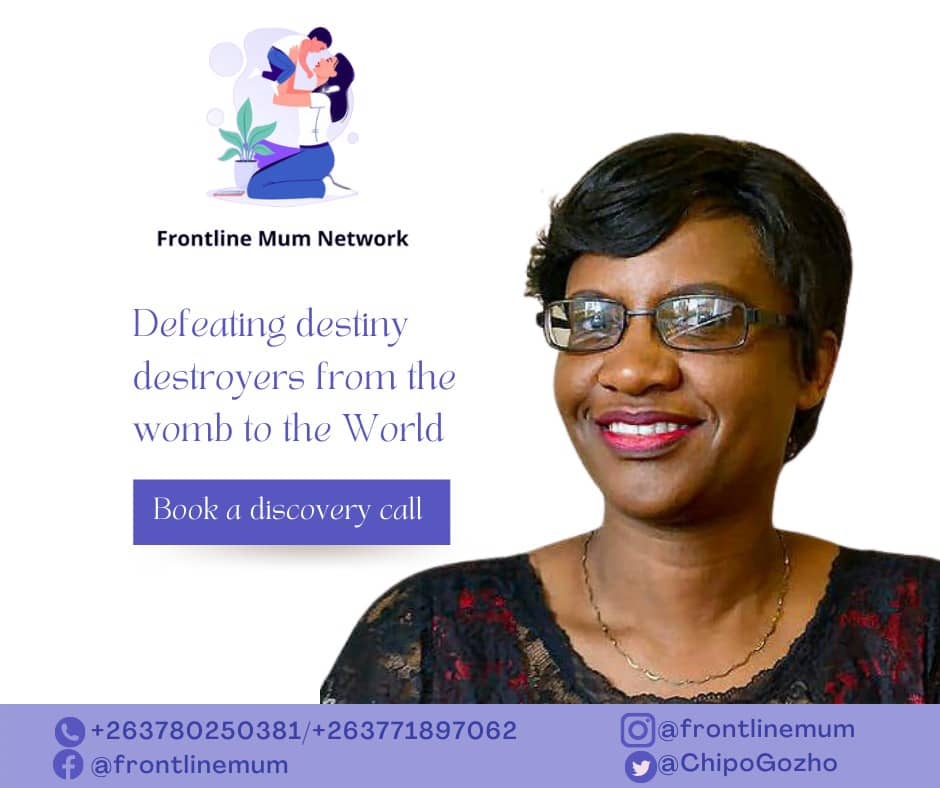 Frontline Mum Network
Defeating destiny
destroyers from the
womb to the World
Book a discovery call
+263780250381/+263771897062
@frontlinemum
@frontlinemum
@ChipoGozho